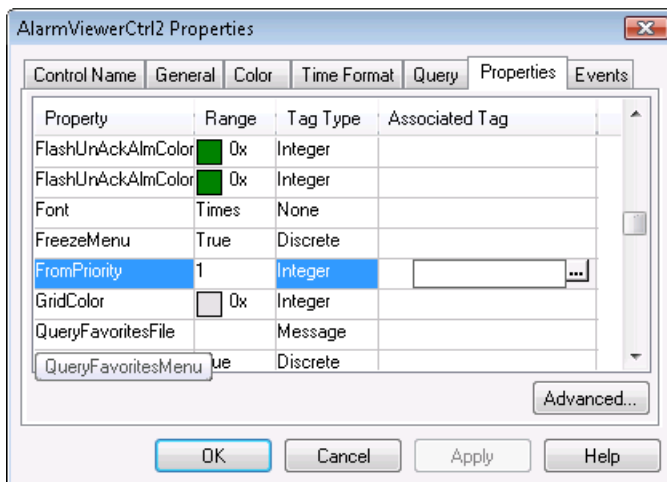 AlarmViewerCtrl2 Properties
Control Name General Color Time Format Query Properties Events
Property Range Tag Type Associated Tag
FlashUnAckAlmColor 0x Integer
FlashUnAckAlmColor 0x Integer
Font Times None
FreezeMenu True Discrete
FromPriority 1 Integer ...
GridColor 0x Integer
QueryFavoritesFile Message
QueryFavoritesMenu ue Discrete
Advanced...
OK Cancel Apply Help